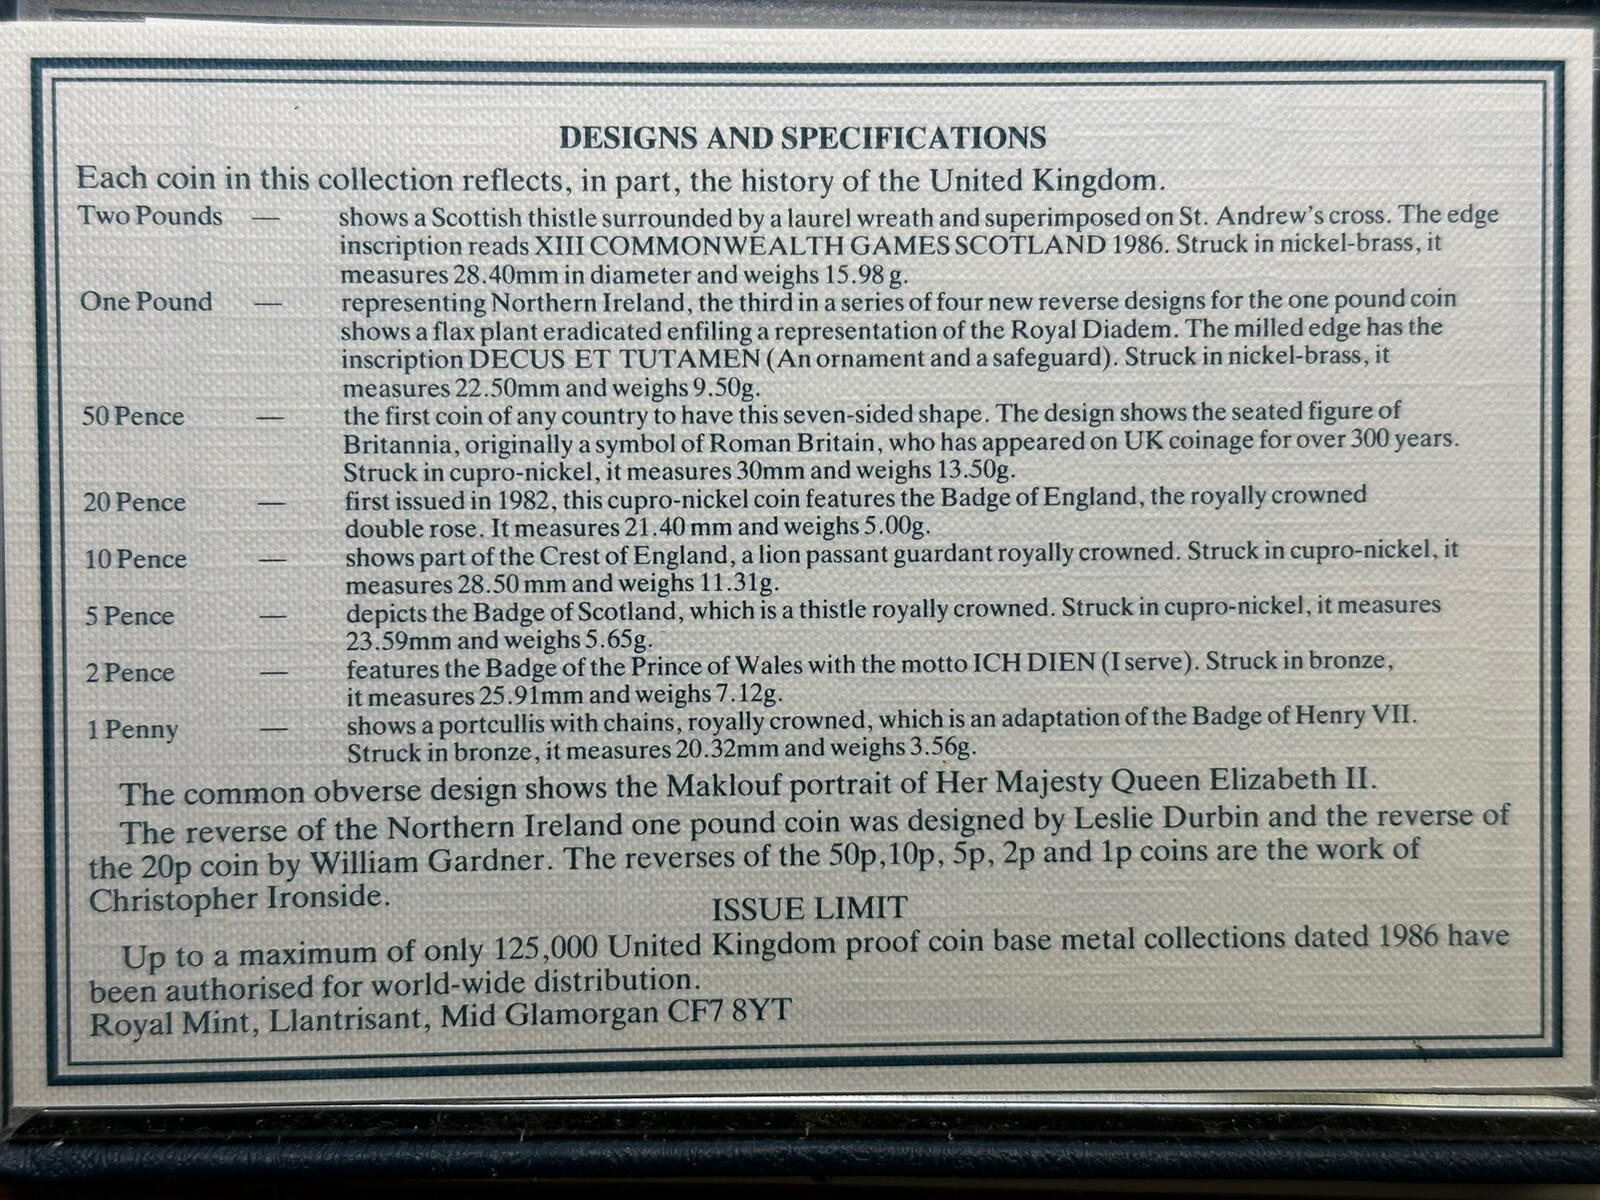 DESIGNS AND SPECIFICATIONS
Each coin in this collection reflects, in part, the history of the United Kingdom.
Two Pounds — shows a Scottish thistle surrounded by a laurel wreath and superimposed on St. Andrew's cross. The edge
inscription reads XIII COMMONWEALTH GAMES SCOTLAND 1986. Struck in nickel-brass, it
measures 28.40mm in diameter and weighs 15.98 g.
One Pound — representing Northern Ireland, the third in a series of four new reverse designs for the one pound coin
shows a flax plant eradicated enfiling a representation of the Royal Diadem. The milled edge has the
inscription DECUS ET TUTAMEN (An ornament and a safeguard). Struck in nickel-brass, it
measures 22.50mm and weighs 9.50g.
50 Pence — the first coin of any country to have this seven-sided shape. The design shows the seated figure of
Britannia, originally a symbol of Roman Britain, who has appeared on UK coinage for over 300 years.
Struck in cupro-nickel, it measures 30mm and weighs 13.50g.
20 Pence — first issued in 1982, this cupro-nickel coin features the Badge of England, the royally crowned
double rose. It measures 21.40 mm and weighs 5.00g.
10 Pence — shows part of the Crest of England, a lion passant guardant royally crowned. Struck in cupro-nickel, it
measures 28.50 mm and weighs 11.31g.
5 Pence — depicts the Badge of Scotland, which is a thistle royally crowned. Struck in cupro-nickel, it measures
23.59mm and weighs 5.65g.
2 Pence — features the Badge of the Prince of Wales with the motto ICH DIEN (I serve). Struck in bronze,
it measures 25.91mm and weighs 7.12g.
1 Penny — shows a portcullis with chains, royally crowned, which is an adaptation of the Badge of Henry VII.
Struck in bronze, it measures 20.32mm and weighs 3.56g.
The common obverse design shows the Maklouf portrait of Her Majesty Queen Elizabeth II.
The reverse of the Northern Ireland one pound coin was designed by Leslie Durbin and the reverse of
the 20p coin by William Gardner. The reverses of the 50p,10p, 5p, 2p and 1p coins are the work of
Christopher Ironside.
ISSUE LIMIT
Up to a maximum of only 125,000 United Kingdom proof coin base metal collections dated 1986 have
been authorised for world-wide distribution.
Royal Mint, Llantrisant, Mid Glamorgan CF7 8YT